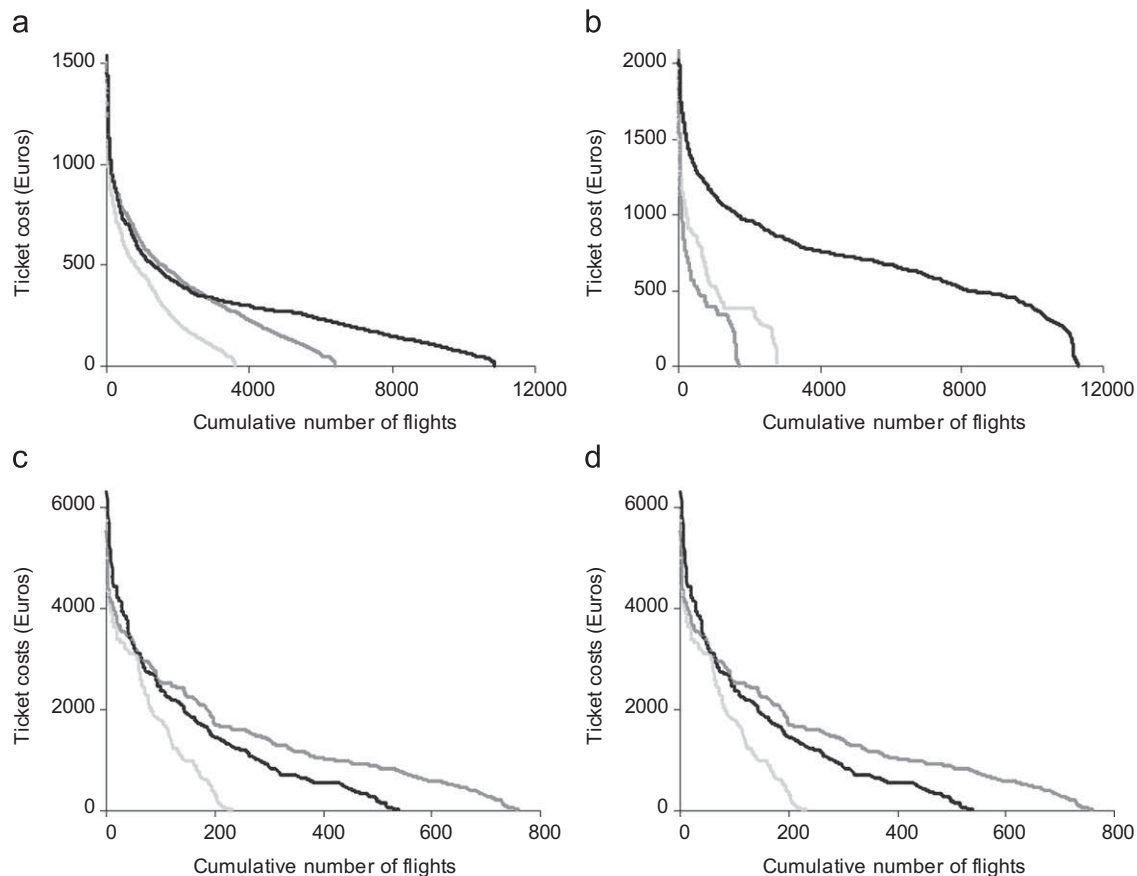 a
1500
1000
500
0
Ticket cost (Euros)
0 4000 8000 12000
Cumulative number of flights
b
2000
1500
1000
500
0
Ticket cost (Euros)
0 4000 8000 12000
Cumulative number of flights
c
6000
4000
2000
0
Ticket costs (Euros)
0 200 400 600 800
Cumulative number of flights
d
6000
4000
2000
0
Ticket costs (Euros)
0 200 400 600 800
Cumulative number of flights